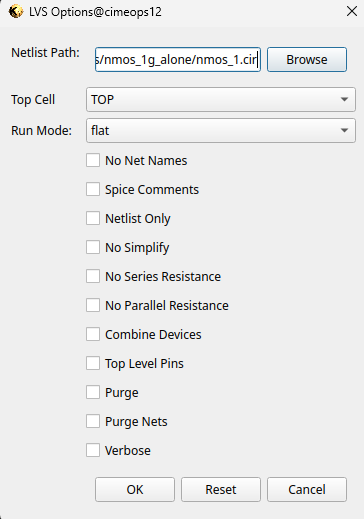 LVS Options@cimeops12
Netlist Path: s/nmos_1g_alone/nmos_1.cir Browse
Top Cell TOP
Run Mode: flat
No Net Names
Spice Comments
Netlist Only
No Simplify
No Series Resistance
No Parallel Resistance
Combine Devices
Top Level Pins
Purge
Purge Nets
Verbose
OK Reset Cancel